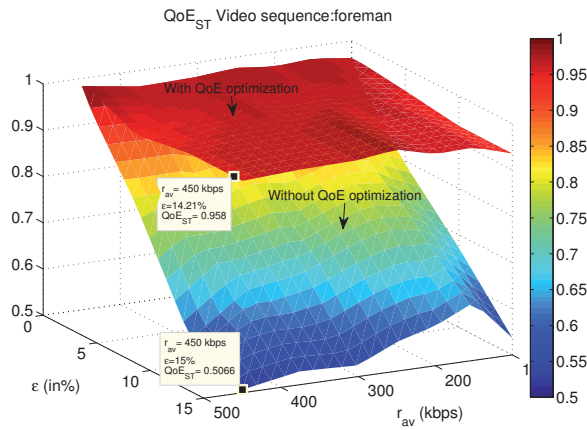 QoE_ST Video sequence:foreman
With QoE optimization
Without QoE optimization
r_av= 450 kbps
ε=14.21%
QoE_ST= 0.958
r_av= 450 kbps
ε=15%
QoE_ST= 0.5066
1
0.9
0.8
0.7
0.6
0.5
0
5
10
15
ε (in%)
500
400
300
200
1
r_av (kbps)
1
0.95
0.9
0.85
0.8
0.75
0.7
0.65
0.6
0.55
0.5